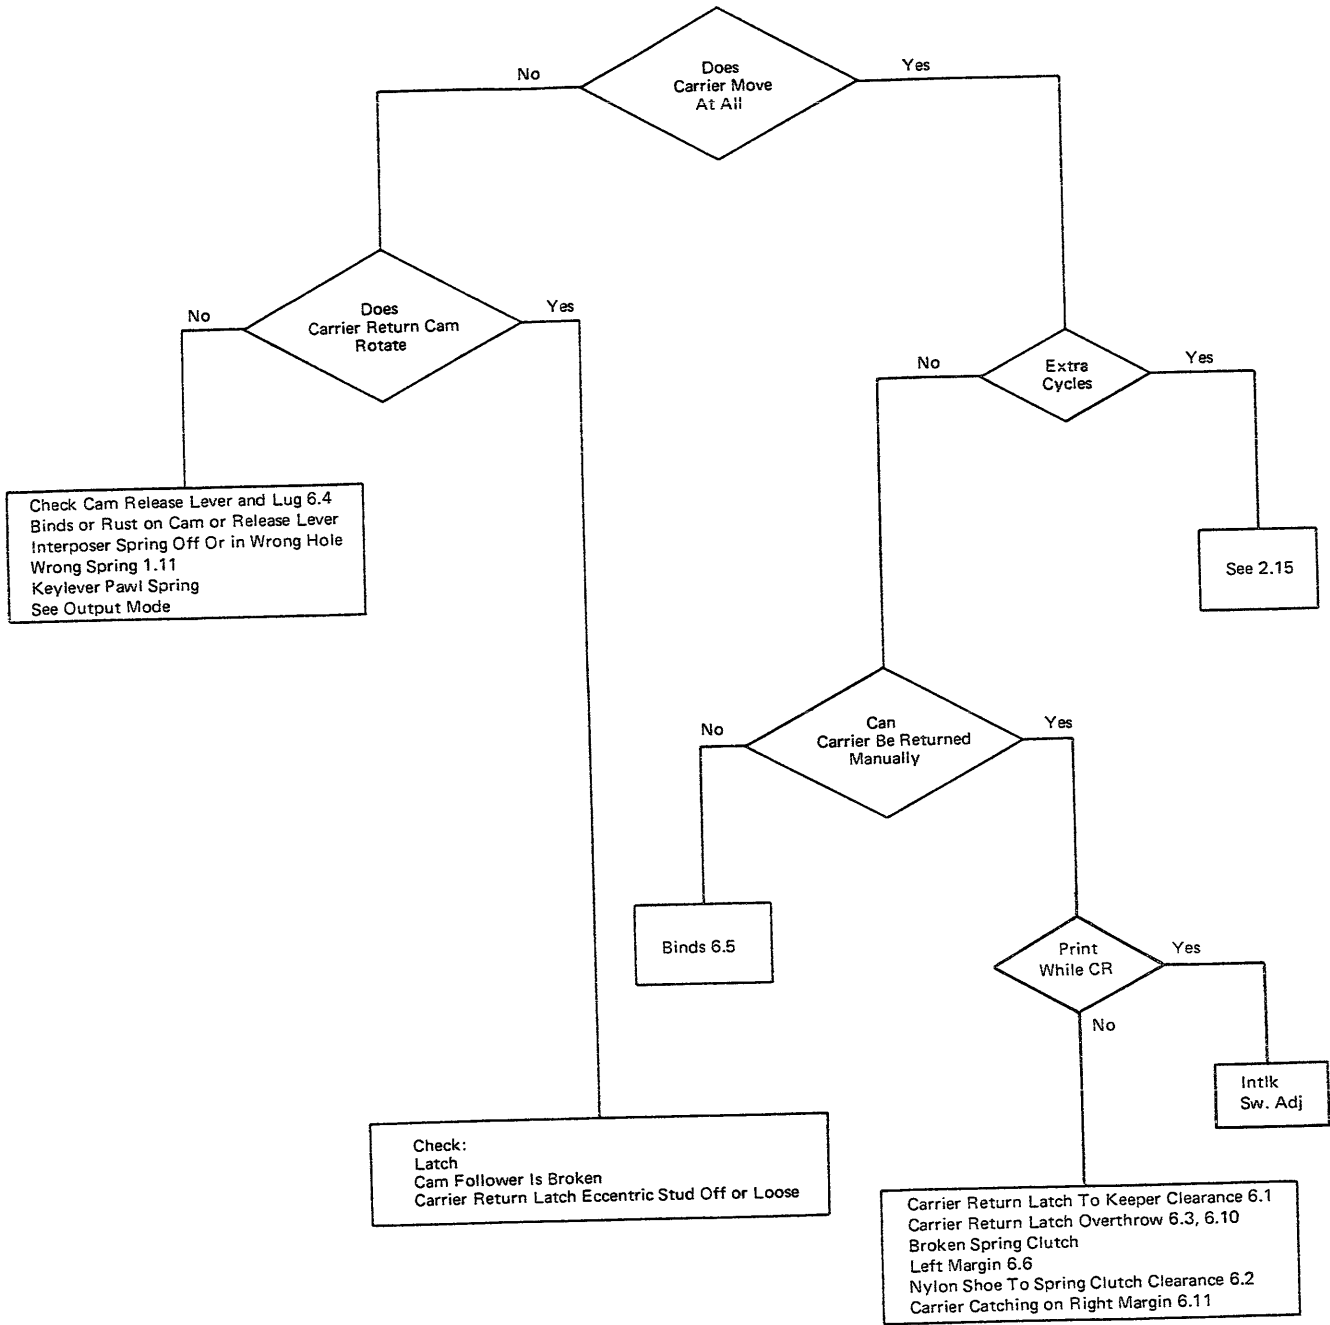 Does
Carrier Move
At All
No
Yes
Does
Carrier Return Cam
Rotate
No
Yes
Extra
Cycles
No
Yes
Check Cam Release Lever and Lug 6.4
Binds or Rust on Cam or Release Lever
Interposer Spring Off Or in Wrong Hole
Wrong Spring 1.11
Keylever Pawl Spring
See Output Mode
See 2.15
Can
Carrier Be Returned
Manually
No
Yes
Binds 6.5
Print
While CR
Yes
No
Intlk
Sw. Adj
Check:
Latch
Cam Follower Is Broken
Carrier Return Latch Eccentric Stud Off or Loose
Carrier Return Latch To Keeper Clearance 6.1
Carrier Return Latch Overthrow 6.3, 6.10
Broken Spring Clutch
Left Margin 6.6
Nylon Shoe To Spring Clutch Clearance 6.2
Carrier Catching on Right Margin 6.11